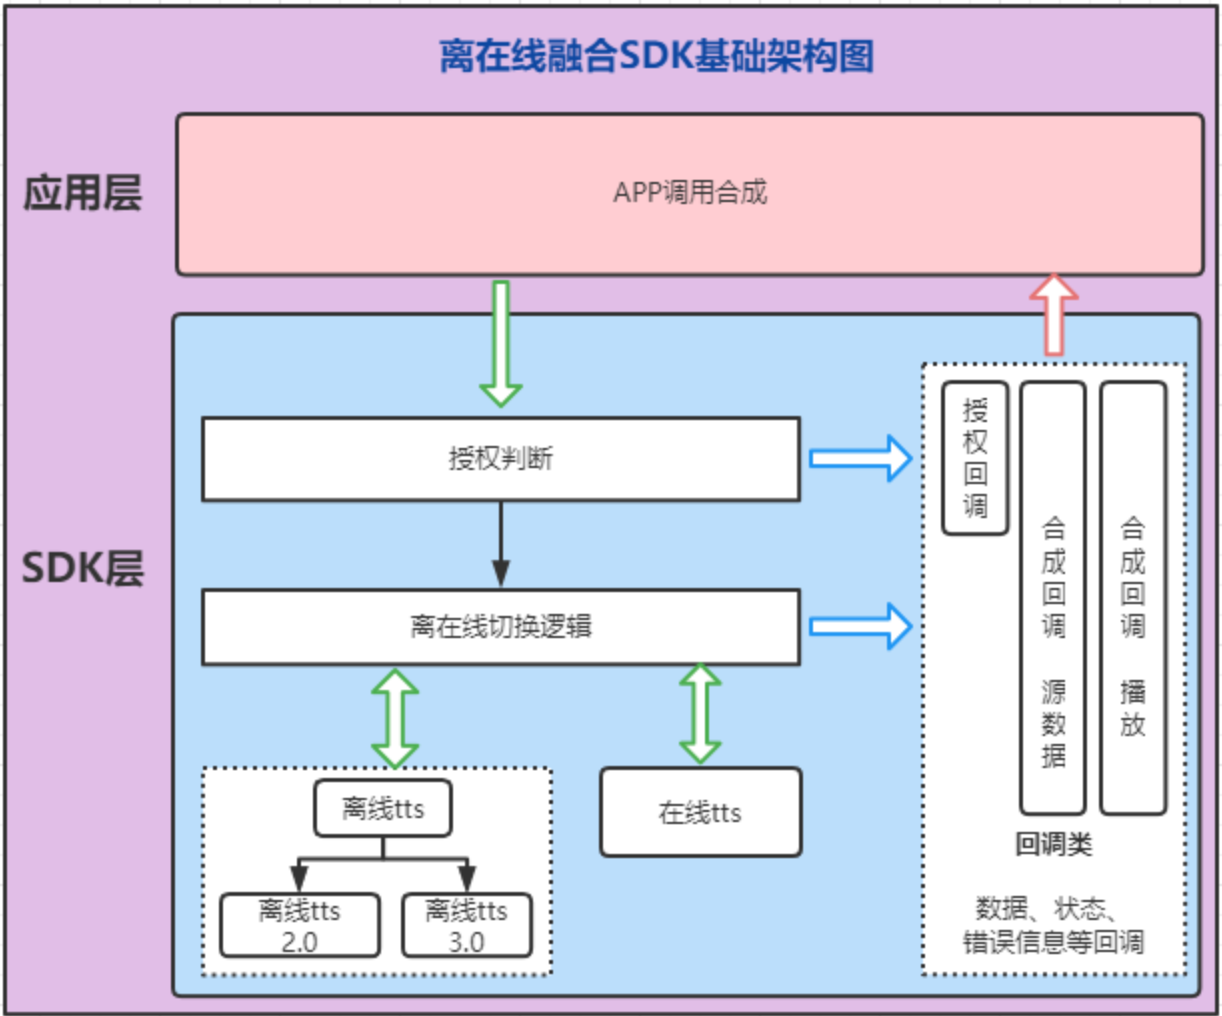 离在线融合SDK基础架构图
应用层
APP调用合成
SDK层
授权判断
离在线切换逻辑
离线tts
离线tts
2.0
离线tts
3.0
在线tts
授权回调
合成回调 源数据
合成回调 播放
回调类
数据、状态、
错误信息等回调